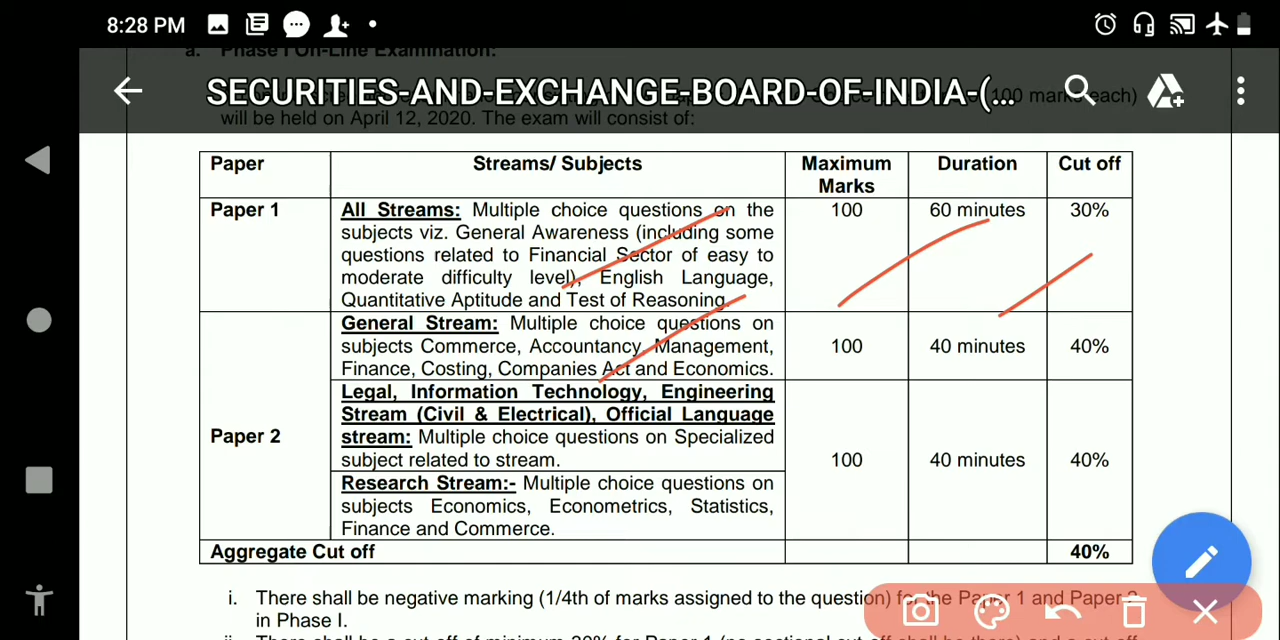 8:28 PM
a. Phase I On-Line Examination:
SECURITIES-AND-EXCHANGE-BOARD-OF-INDIA-(...
100 marks each)
will be held on April 12, 2020. The exam will consist of:
Paper Streams/ Subjects Maximum Marks Duration Cut off
Paper 1
All Streams: Multiple choice questions on the
subjects viz. General Awareness (including some
questions related to Financial Sector of easy to
moderate difficulty level), English Language,
Quantitative Aptitude and Test of Reasoning.
100 60 minutes 30%
Paper 2
General Stream: Multiple choice questions on
subjects Commerce, Accountancy, Management,
Finance, Costing, Companies Act and Economics.
100 40 minutes 40%
Legal, Information Technology, Engineering
Stream (Civil & Electrical), Official Language
stream: Multiple choice questions on Specialized
subject related to stream.
Research Stream:- Multiple choice questions on
subjects Economics, Econometrics, Statistics,
Finance and Commerce.
100 40 minutes 40%
Aggregate Cut off 40%
i. There shall be negative marking (1/4th of marks assigned to the question) for the Paper 1 and Paper
in Phase I.